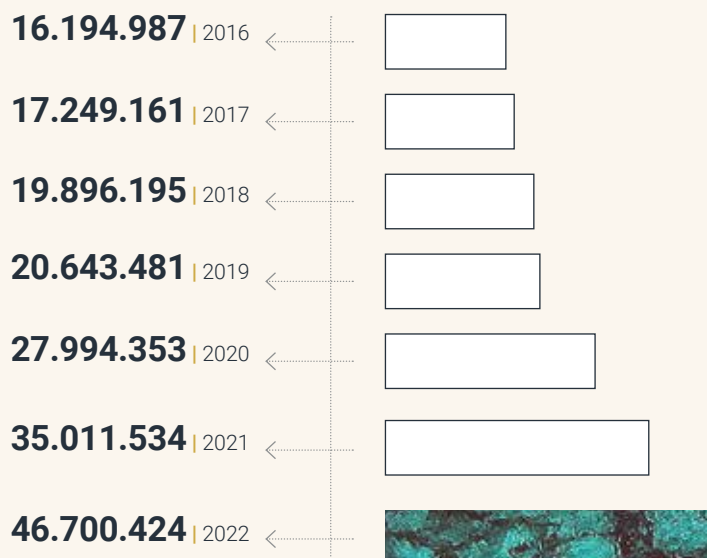 16.194.987 | 2016
17.249.161 | 2017
19.896.195 | 2018
20.643.481 | 2019
27.994.353 | 2020
35.011.534 | 2021
46.700.424 | 2022